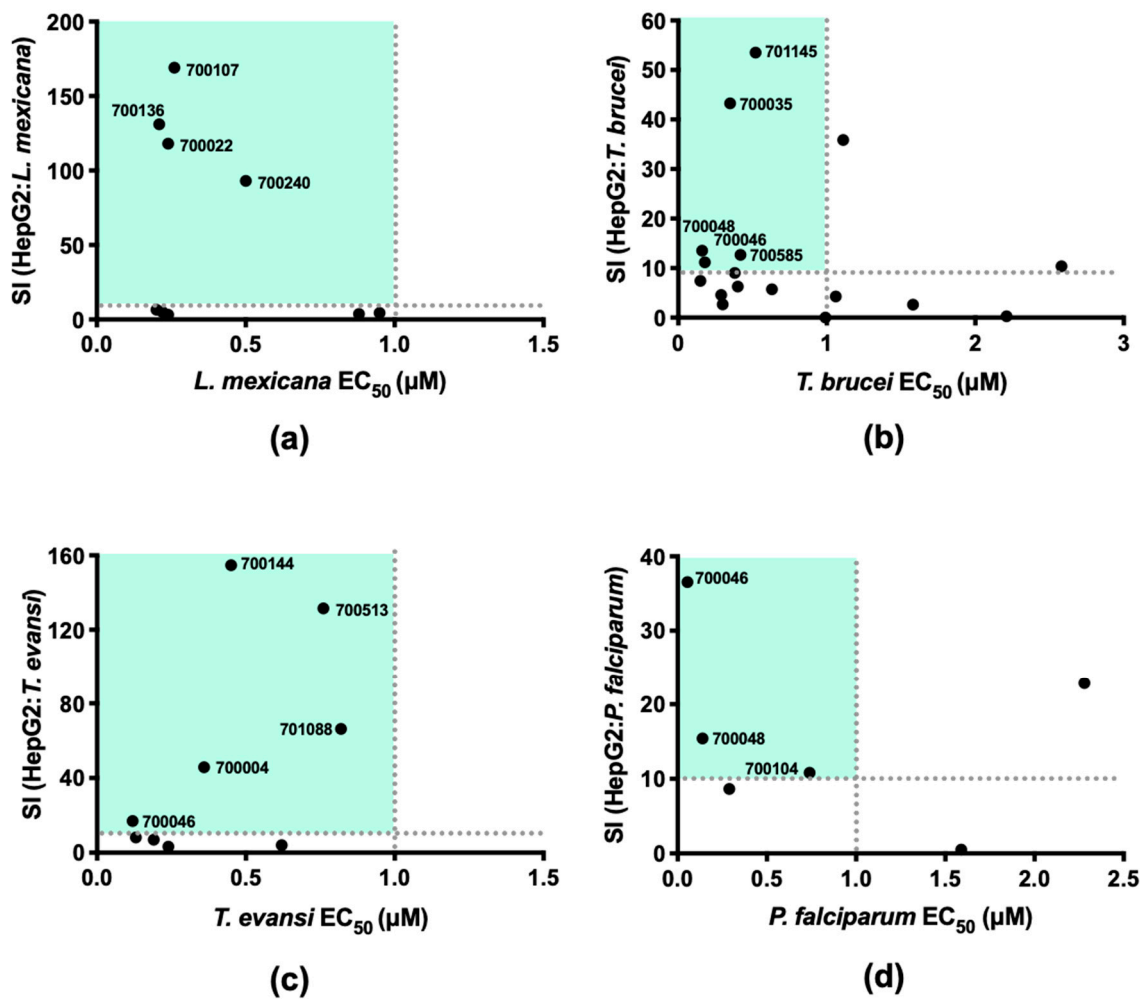 SI (HepG2:L. mexicana)
200
150
100
50
0
700107
700136
700022
700240
0.0 0.5 1.0 1.5
L. mexicana EC50 (µM)
(a)
SI (HepG2:T. brucei)
60
50
40
30
20
10
0
701145
700035
700048
700046
700585
0 1 2 3
T. brucei EC50 (µM)
(b)
SI (HepG2:T. evansi)
160
120
80
40
0
700144
700513
701088
700004
700046
0.0 0.5 1.0 1.5
T. evansi EC50 (µM)
(c)
SI (HepG2:P. falciparum)
40
30
20
10
0
700046
700048
700104
0.0 0.5 1.0 1.5 2.0 2.5
P. falciparum EC50 (µM)
(d)